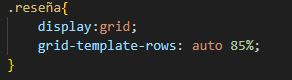 .reseña{
display:grid;
grid-template-rows: auto 85%;
}